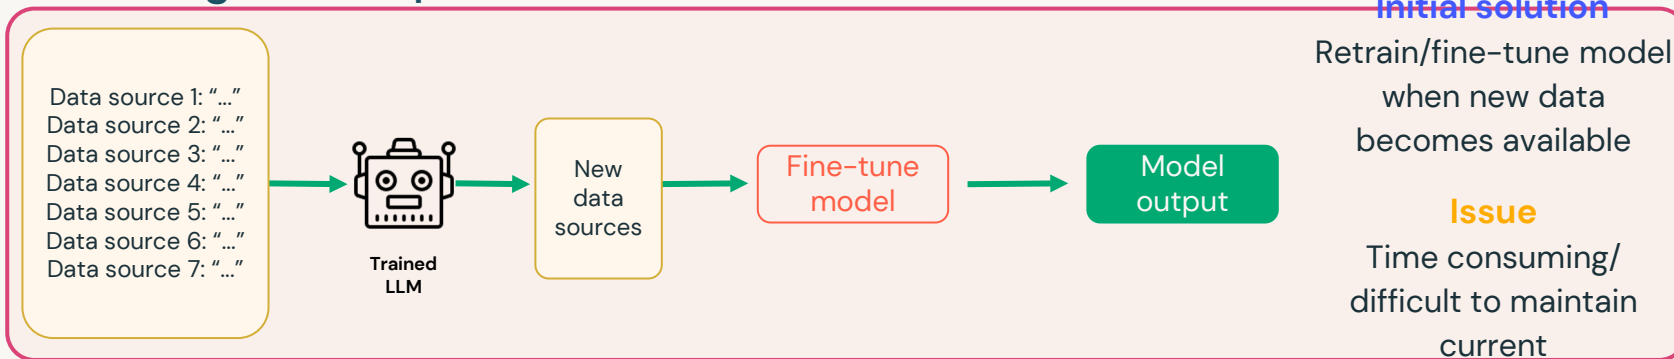 Data source 1: “...”
Data source 2: “...”
Data source 3: “...”
Data source 4: “...”
Data source 5: “...”
Data source 6: “...”
Data source 7: “...”
Trained
LLM
New
data
sources
Fine-tune
model
Model
output
Initial solution
Retrain/fine-tune model
when new data
becomes available
Issue
Time consuming/
difficult to maintain
current